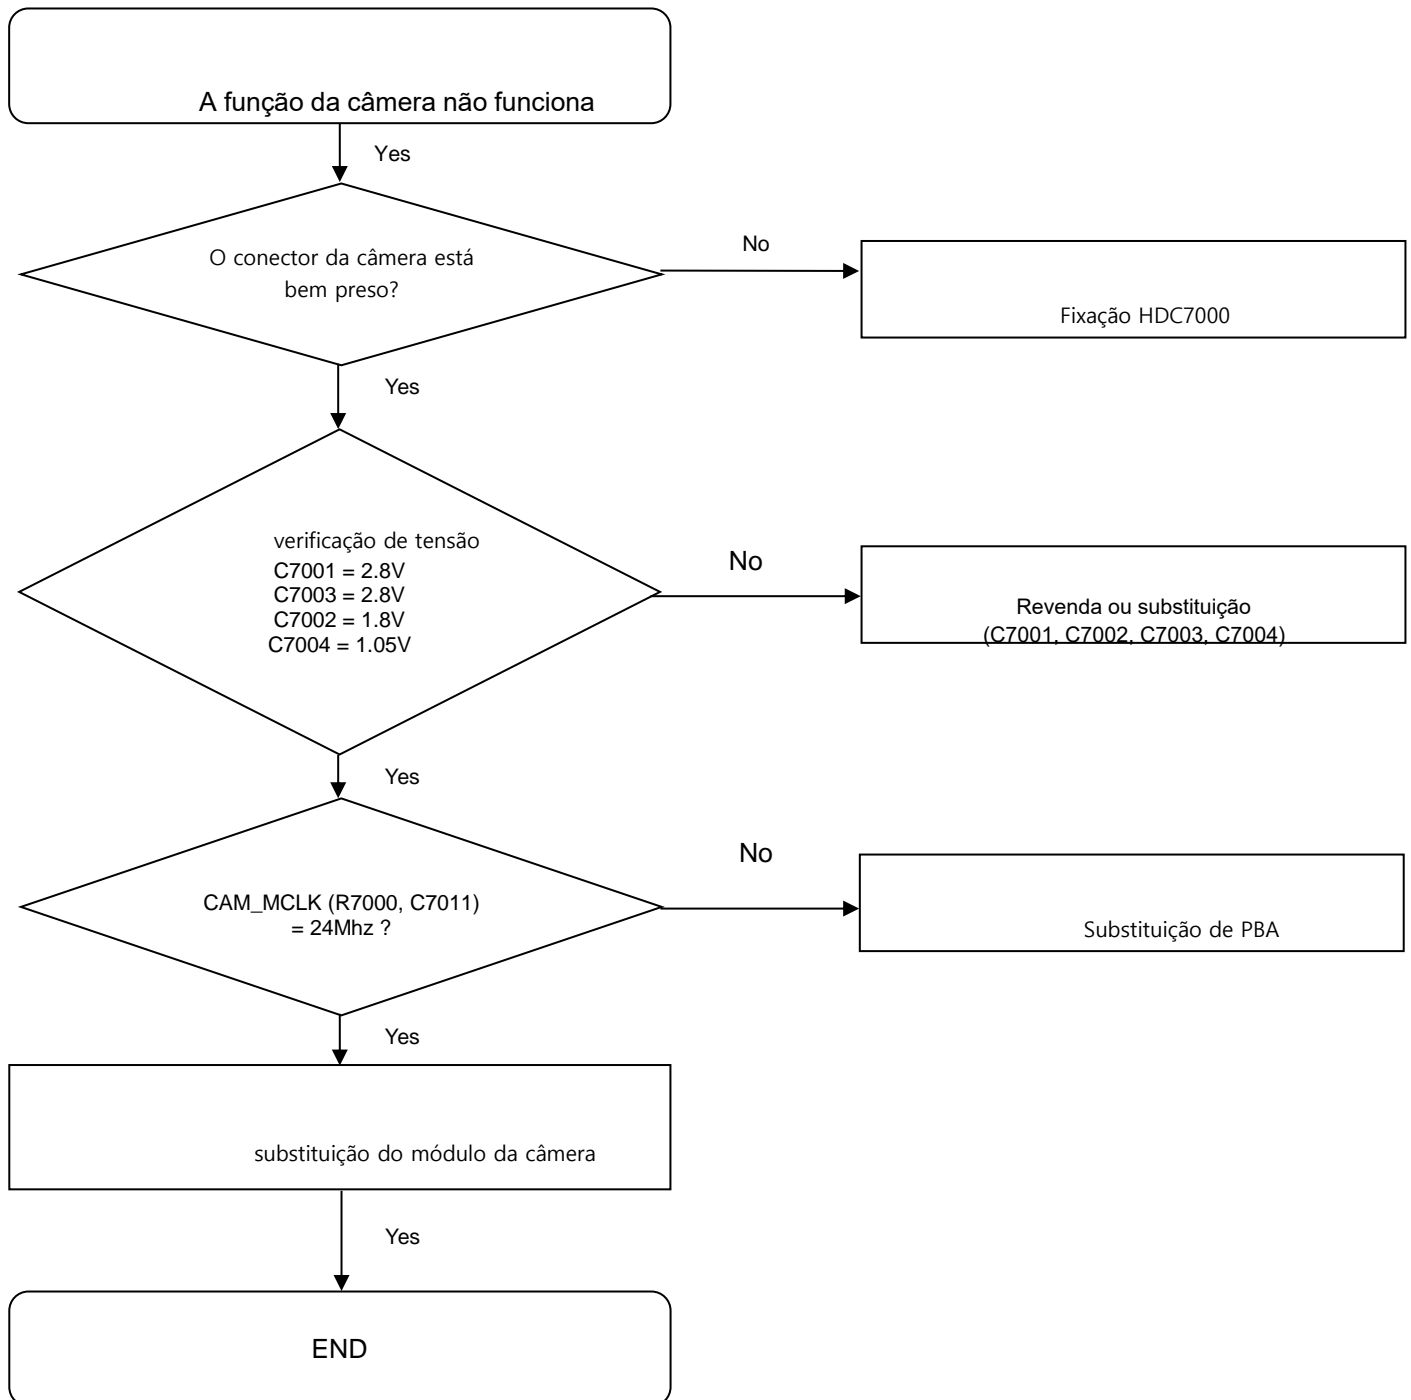 A função da câmera não funciona
Yes
O conector da câmera está
bem preso?
No
Fixação HDC7000
Yes
verificação de tensão
C7001 = 2.8V
C7003 = 2.8V
C7002 = 1.8V
C7004 = 1.05V
No
Revenda ou substituição
(C7001, C7002, C7003, C7004)
Yes
CAM_MCLK (R7000, C7011)
= 24Mhz ?
No
Substituição de PBA
Yes
substituição do módulo da câmera
Yes
END